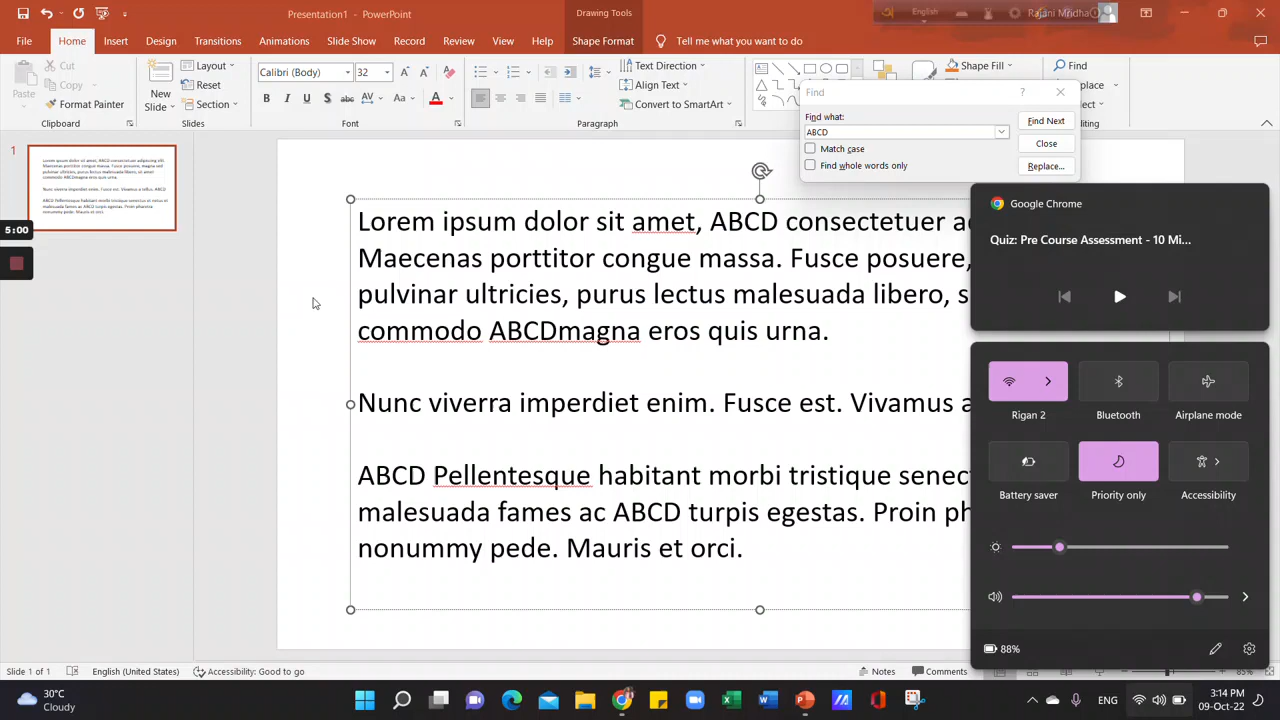 Presentation1 - PowerPoint
Drawing Tools
English
Rajani Mridha
File
Home
Insert
Design
Transitions
Animations
Slide Show
Record
Review
View
Help
Shape Format
Tell me what you want to do
Paste
Cut
Copy
Format Painter
Clipboard
New
Slide
Layout
Reset
Section
Slides
Calibri (Body)
32
B
I
U
S
abc
AV
Aa
A
Font
Text Direction
Align Text
Convert to SmartArt
Paragraph
Shape Fill
Find
Find
Find what:
ABCD
Match case
Find whole words only
Find Next
Close
Replace...
1
5:00
Lorem ipsum dolor sit amet, ABCD consectetuer
Maecenas porttitor congue massa. Fusce posuere,
pulvinar ultricies, purus lectus malesuada libero, s
commodo ABCDmagna eros quis urna.
Nunc viverra imperdiet enim. Fusce est. Vivamus a
ABCD Pellentesque habitant morbi tristique senect
malesuada fames ac ABCD turpis egestas. Proin ph
nonummy pede. Mauris et orci.
Google Chrome
Quiz: Pre Course Assessment - 10 Mi...
Rigan 2
Bluetooth
Airplane mode
Battery saver
Priority only
Accessibility
88%
Slide 1 of 1
English (United States)
Accessibility: Good to go
Notes
Comments
85%
30°C
Cloudy
ENG
3:14 PM
09-Oct-22